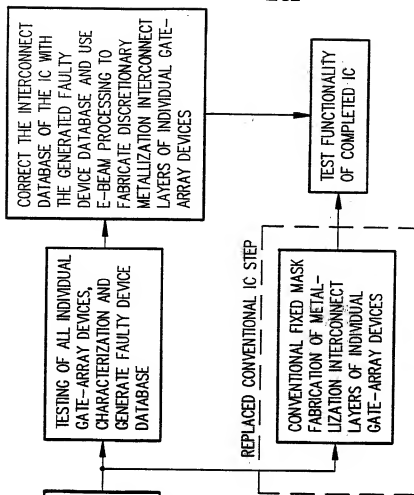 TESTING OF ALL INDIVIDUAL
GATE-ARRAY DEVICES,
CHARACTERIZATION AND
GENERATE FAULTY DEVICE
DATABASE
CORRECT THE INTERCONNECT
DATABASE OF THE IC WITH
THE GENERATED FAULTY
DEVICE DATABASE AND USE
E-BEAM PROCESSING TO
FABRICATE DISCRETIONARY
METALLIZATION INTERCONNECT
LAYERS OF INDIVIDUAL GATE-
ARRAY DEVICES
REPLACED CONVENTIONAL IC STEP
CONVENTIONAL FIXED MASK
FABRICATION OF METAL-
LIZATION INTERCONNECT
LAYERS OF INDIVIDUAL
GATE-ARRAY DEVICES
TEST FUNCTIONALITY
OF COMPLETED IC